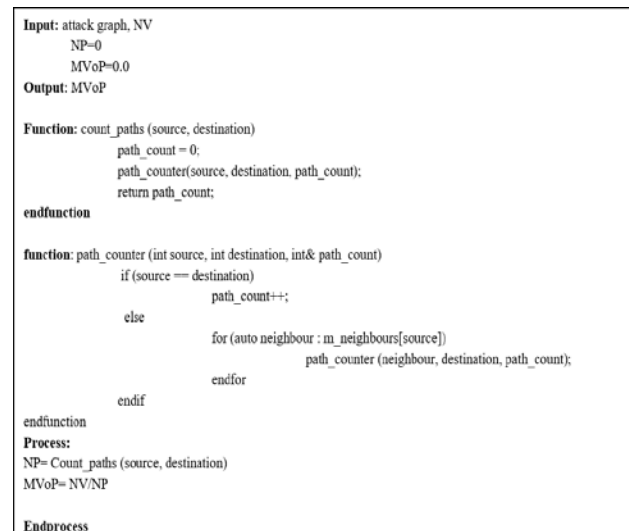 Input: attack graph, NV
NP=0
MVoP=0.0
Output: MVoP
Function: count_paths (source, destination)
path_count = 0;
path_counter(source, destination, path_count);
return path_count;
endfunction
function: path_counter (int source, int destination, int& path_count)
if (source == destination)
path_count++;
else
for (auto neighbour : m_neighbours[source])
path_counter (neighbour, destination, path_count);
endfor
endif
endfunction
Process:
NP= Count_paths (source, destination)
MVoP= NV/NP
Endprocess